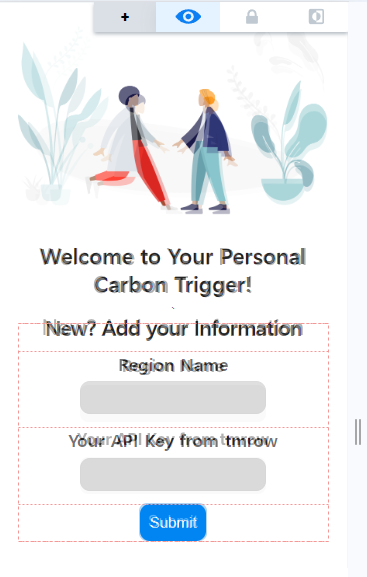 +
Welcome to Your Personal
Carbon Trigger!
New? Add your Information
Region Name
Your API Key from tmrow
Submit